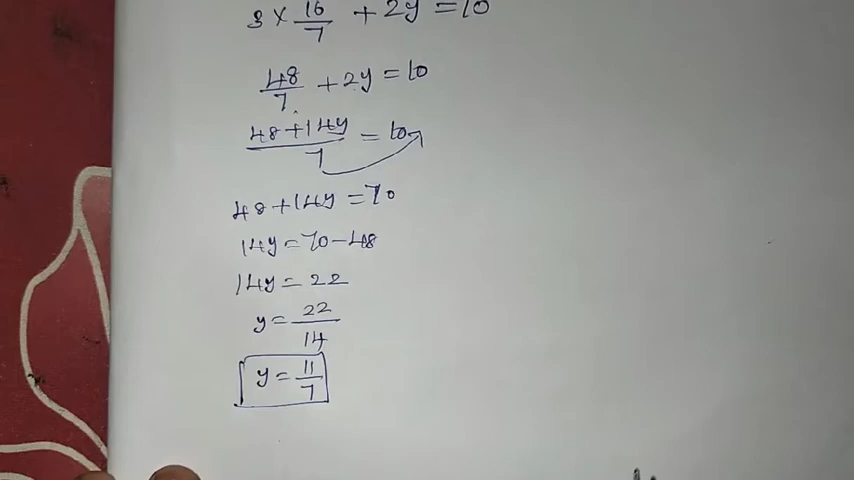 3 × 16/7 + 2y = 10
48/7 + 2y = 10
48+14y/7 = 10
48+14y = 70
14y = 70-48
14y = 22
y = 22/14
y = 11/7